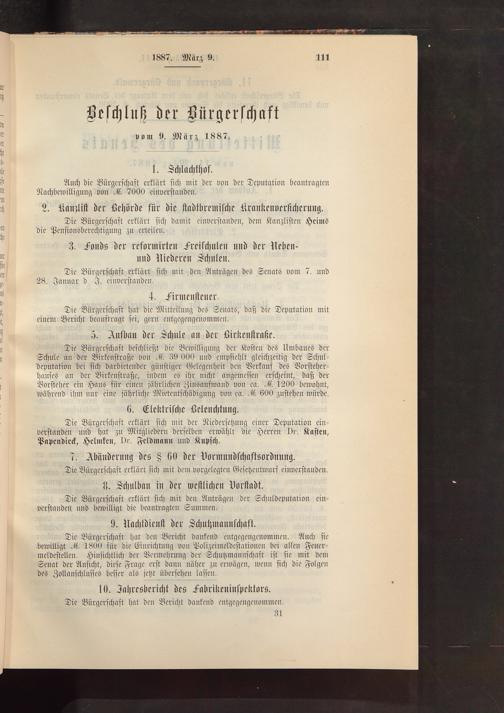 1887. März 9.
111
Beschluß der Bürgerschaft
vom 9. März 1887.
1. Schlachthof.
Auch die Bürgerschaft erklärt sich mit der von der Deputation beantragten
Nachbewilligung von ℳ 7000 einverstanden.
2. Kanzlist der Behörde für die stadtbremische Krankenversicherung.
Die Bürgerschaft erklärt sich damit einverstanden, dem Kanzlisten Heims
die Pensionsberechtigung zu erteilen.
3. Fonds der reformirten Freischulen und der Neben-
und Niederen Schulen.
Die Bürgerschaft erklärt sich mit den Anträgen des Senats vom 7. und
28. Januar d. J. einverstanden.
4. Firmensteuer.
Die Bürgerschaft hat die Mitteilung des Senats, daß die Deputation mit
einem Bericht beauftragt sei, gern entgegengenommen.
5. Ausbau der Schule an der Birkenstraße.
Die Bürgerschaft beschließt die Bewilligung der Kosten des Umbaues der
Schule an der Birkenstraße von ℳ 39 000 und empfiehlt gleichzeitig der Schul-
deputation bei sich darbietender günstiger Gelegenheit den Verkauf des Vorsteher-
hauses an der Birkenstraße, indem es ihr nicht angemessen erscheint, daß der
Vorsteher ein Haus für einen jährlichen Zinsaufwand von ca. ℳ 1200 bewohnt,
während ihm nur eine jährliche Mietentschädigung von ca. ℳ 600 zustehen würde.
6. Elektrische Beleuchtung.
Die Bürgerschaft erklärt sich mit der Niedersetzung einer Deputation ein-
verstanden und hat zu Mitgliedern derselben erwählt die Herren Dr. Kasten,
Papendieck, Helmken, Dr. Feldmann und Kupsch.
7. Abänderung des § 60 der Vormundschaftsordnung.
Die Bürgerschaft erklärt sich mit dem vorgelegten Gesetzentwurf einverstanden.
8. Schulbau in der westlichen Vorstadt.
Die Bürgerschaft erklärt sich mit den Anträgen der Schuldeputation ein-
verstanden und bewilligt die beantragten Summen.
9. Nachtdienst der Schutzmannschaft.
Die Bürgerschaft hat den Bericht dankend entgegengenommen. Auch sie
bewilligt ℳ 1800 für die Einrichtung von Polizeimeldestationen bei allen Feuer-
meldestellen. Hinsichtlich der Vermehrung der Schutzmannschaft ist sie mit dem
Senat der Ansicht, diese Frage erst dann näher zu erwägen, wenn sich die Folgen
des Zollanschlusses besser als jetzt übersehen lassen.
10. Jahresbericht des Fabrikeninspektors.
Die Bürgerschaft hat den Bericht dankend entgegengenommen.
31